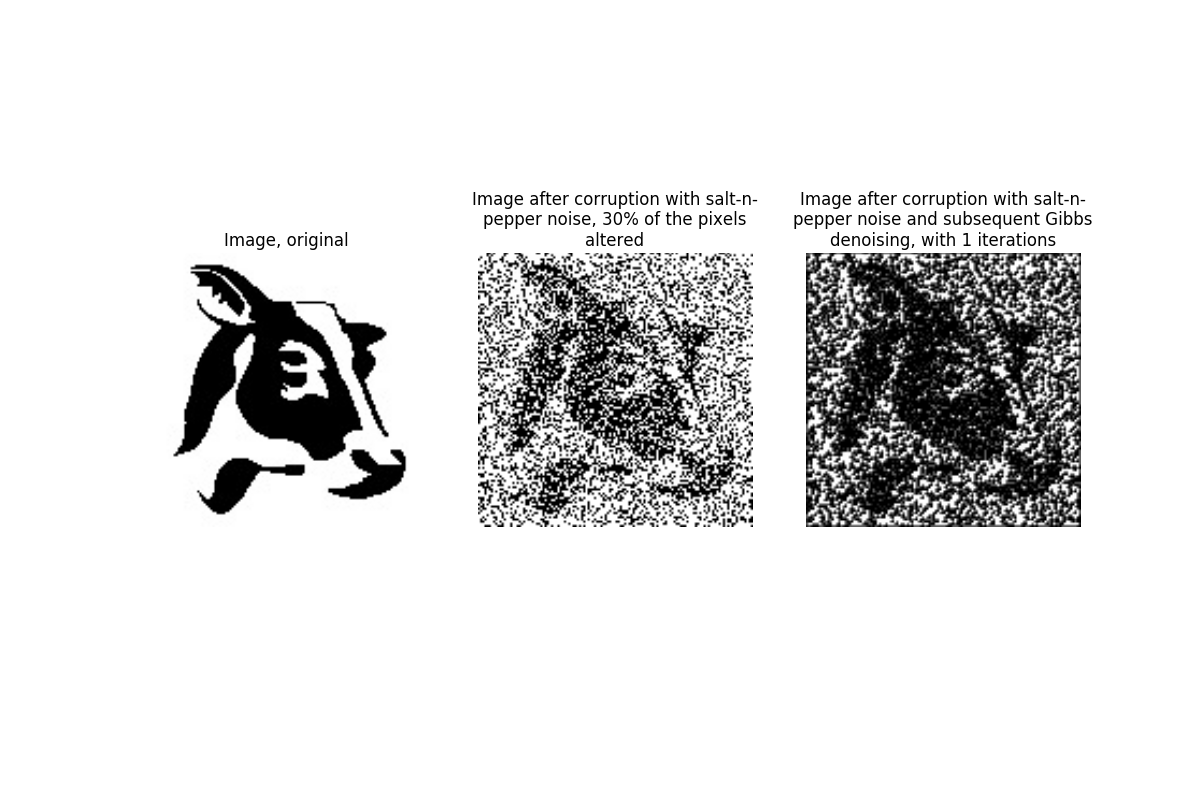 Image, original
Image after corruption with salt-n-
pepper noise, 30% of the pixels
altered
Image after corruption with salt-n-
pepper noise and subsequent Gibbs
denoising, with 1 iterations